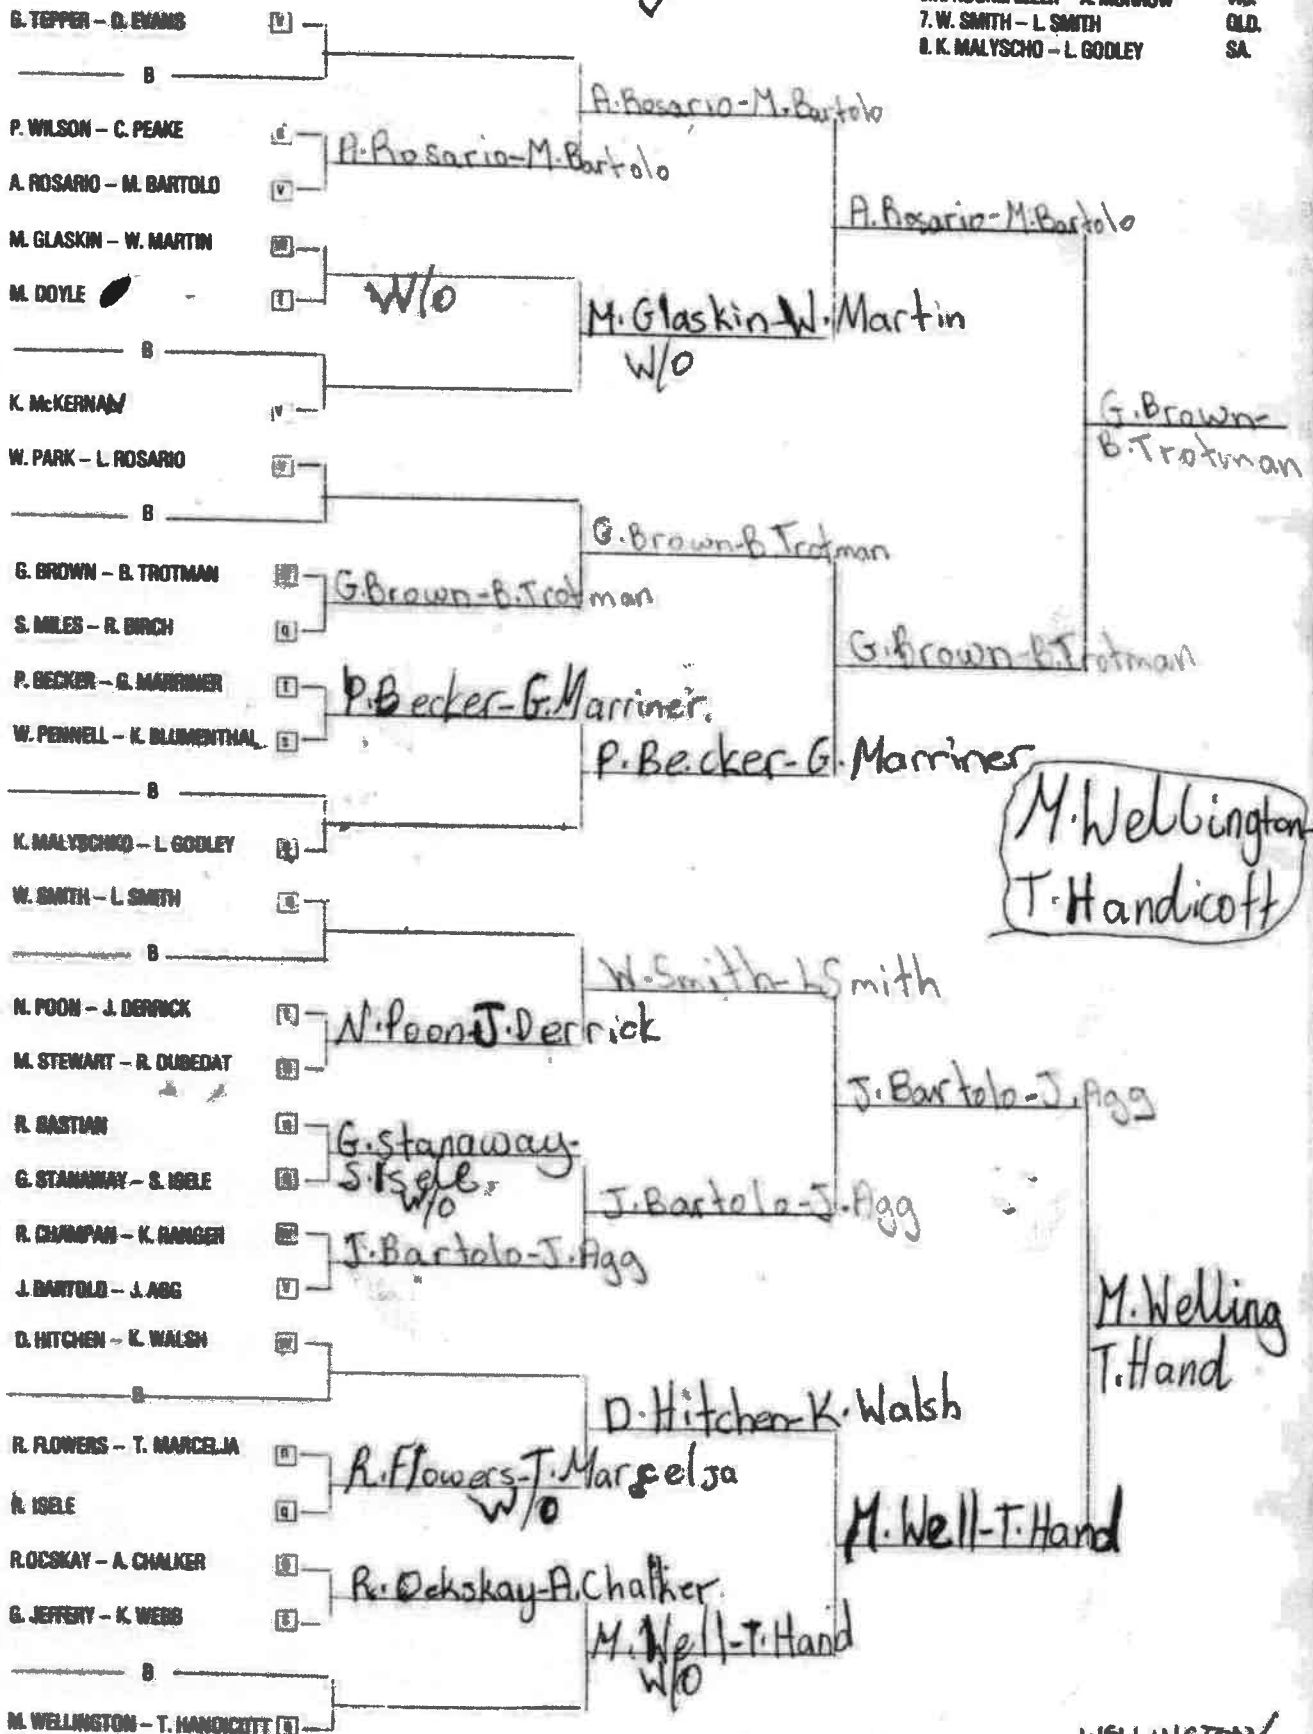 7. W. SMITH – L. SMITH QLD.
8. K. MALYSCHO – L. GODLEY SA.
G. TEPPER – D. EVANS V
B
A.Rosario-M.Bartolo
P. WILSON – C. PEAKE
A.Rosario-M.Bartolo
A. ROSARIO – M. BARTOLO V
A.Rosario-M.Bartolo
M. GLASKIN – W. MARTIN
M. DOYLE
W/O
M.Glaskin-W.Martin
W/O
B
K. McKERNAN V
G.Brown-
B.Trotman
W. PARK – L. ROSARIO
B
G.Brown-B.Trotman
G. BROWN – B. TROTMAN
G.Brown-B.Trotman
S. MILES – R. BIRCH Q
G.Brown-B.Trotman
P. BECKER – G. MARRINER
P.Becker-G.Marriner.
W. PENNELL – K. BLUMENTHAL
P.Becker-G.Marriner
B
M.Wellington-
T.Handicott
K. MALYSCHKO – L GODLEY
W. SMITH – L. SMITH
B
W.Smith-L.Smith
N. POON – J. DERRICK
N.Poon-J.Derrick
M. STEWART – R. DUBEDAT
J.Bartolo-J.Agg
R. BASTIAN
G.Stanaway-
S.Isele
W/O
G. STANAWAY – S. ISELE
J.Bartolo-J.Agg
R. CHAMPAN – K. RANGER
J.Bartolo-J.Agg
J. BARTOLO – J. AGG V
M.Welling
T.Hand
D. HITCHEN – K. WALSH
B
D.Hitchen-K.Walsh
R. FLOWERS – T. MARCELJA
R.Flowers-T.Marcelja
W/O
R. ISELE q
M.Well-T.Hand
R.OCSKAY – A. CHALKER
R.Ockskay-A.Chalker.
G. JEFFERY – K. WEBB
M.Well-T.Hand
W/O
B
M. WELLINGTON – T. HANDICOTT
WELLINGTON/